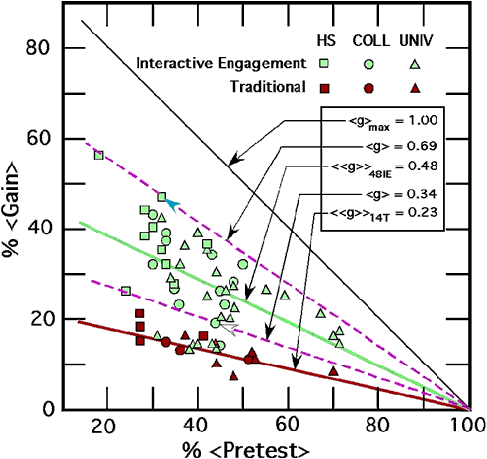 HS COLL UNIV
Interactive Engagement
Traditional
<g>max = 1.00
<g> = 0.69
<<g>>48IE = 0.48
<g> = 0.34
<<g>>14T = 0.23
80
60
40
20
0
% <Gain>
20 40 60 80 100
% <Pretest>